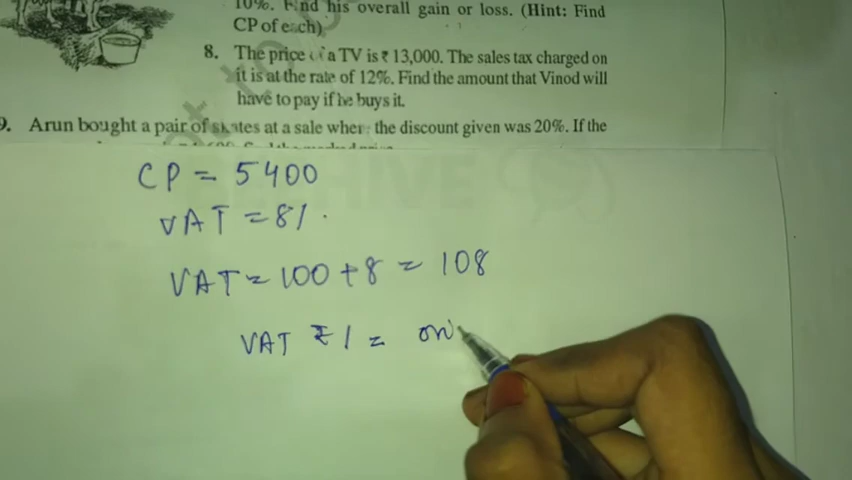 10%. Find his overall gain or loss. (Hint: Find
CP of each)
8. The price of a TV is ₹ 13,000. The sales tax charged on
it is at the rate of 12%. Find the amount that Vinod will
have to pay if he buys it.
9. Arun bought a pair of skates at a sale where the discount given was 20%. If the
CP = 5400
VAT = 8%.
VAT = 100 + 8 = 108
VAT ₹ 1 = on